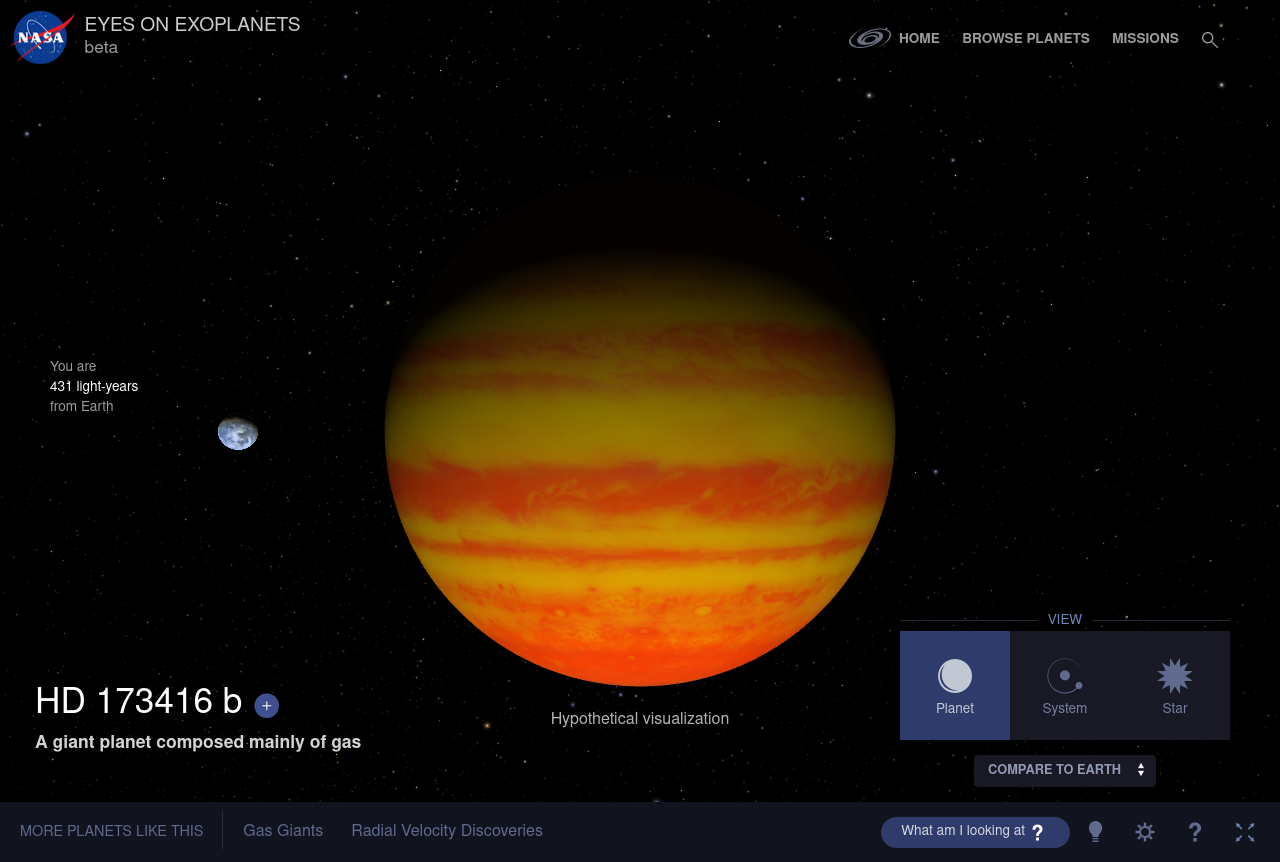 NASA
EYES ON EXOPLANETS
beta
HOME
BROWSE PLANETS
MISSIONS
You are
431 light-years
from Earth
VIEW
Planet
System
Star
HD 173416 b +
A giant planet composed mainly of gas
Hypothetical visualization
COMPARE TO EARTH
MORE PLANETS LIKE THIS
Gas Giants
Radial Velocity Discoveries
What am I looking at ?
?